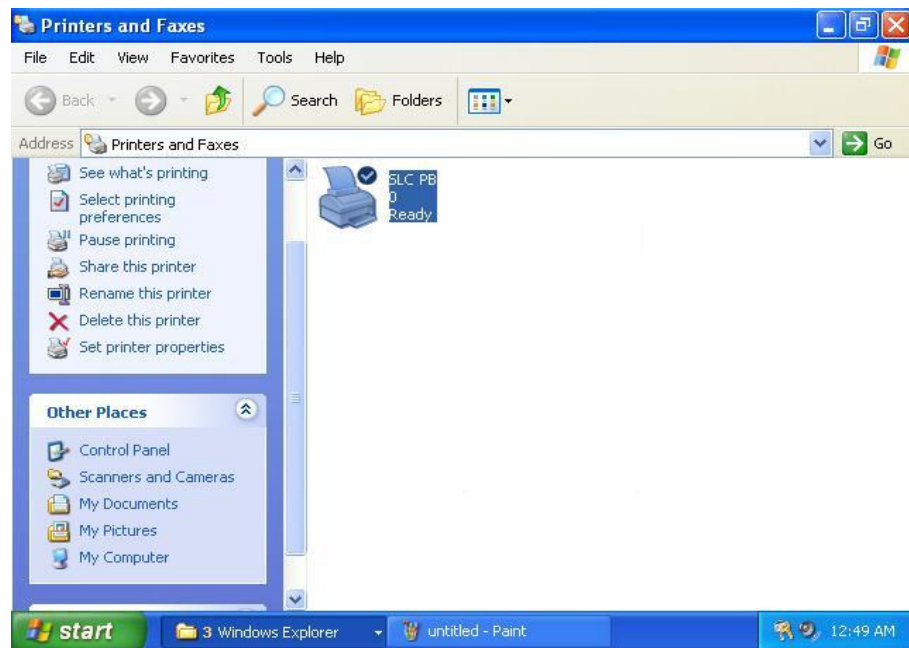 Printers and Faxes
File Edit View Favorites Tools Help
Back Search Folders
Address Printers and Faxes Go
See what's printing
Select printing
preferences
Pause printing
Share this printer
Rename this printer
Delete this printer
Set printer properties
Other Places
Control Panel
Scanners and Cameras
My Documents
My Pictures
My Computer
SLC PB
0
Ready
start 3 Windows Explorer untitled - Paint 12:49 AM